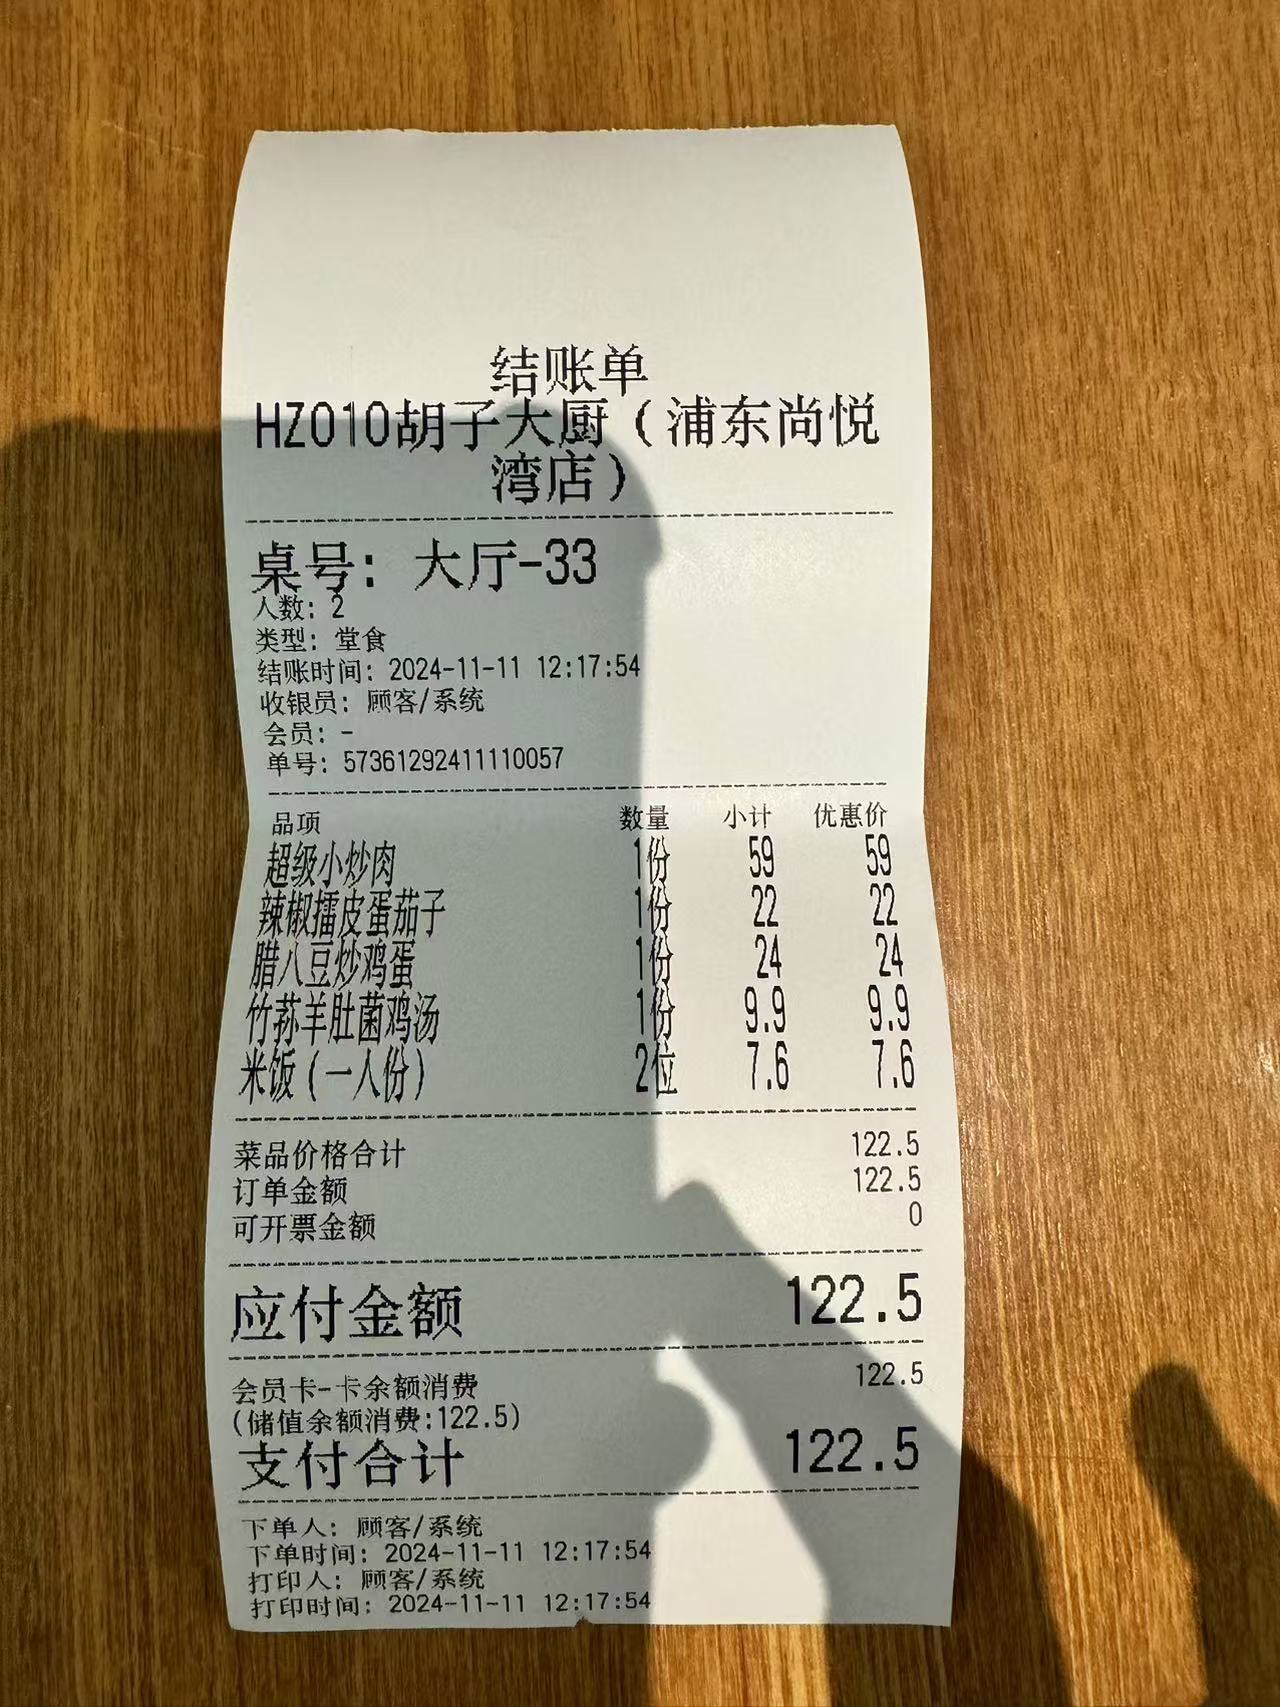 结账单
HZ010胡子大厨（浦东尚悦
湾店）
桌号：大厅-33
人数：2
类型：堂食
结账时间：2024-11-11 12:17:54
收银员：顾客/系统
会员：-
单号：57361292411110057
品项 数量 小计 优惠价
超级小炒肉 1份 59 59
辣椒擂皮蛋茄子 1份 22 22
腊八豆炒鸡蛋 1份 24 24
竹荪羊肚菌鸡汤 1份 9.9 9.9
米饭（一人份） 2位 7.6 7.6
菜品价格合计 122.5
订单金额 122.5
可开票金额 0
应付金额 122.5
会员卡-卡余额消费 122.5
(储值余额消费:122.5)
支付合计 122.5
下单人：顾客/系统
下单时间：2024-11-11 12:17:54
打印人：顾客/系统
打印时间：2024-11-11 12:17:54